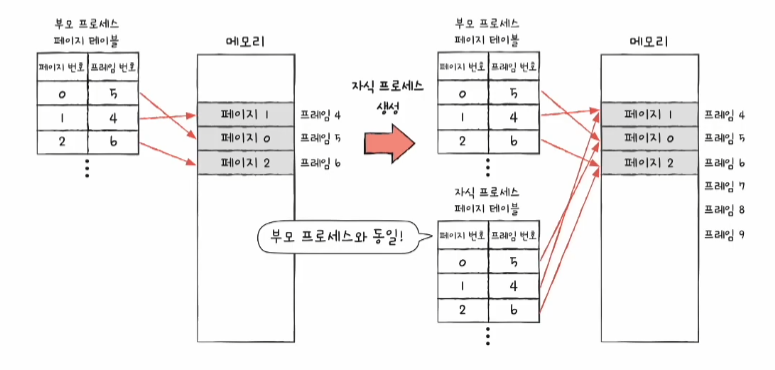 부모 프로세스
페이지 테이블
페이지 번호 프레임 번호
0 5
1 4
2 6
메모리
페이지 1 프레임 4
페이지 0 프레임 5
페이지 2 프레임 6
자식 프로세스
생성
부모 프로세스
페이지 테이블
페이지 번호 프레임 번호
0 5
1 4
2 6
자식 프로세스
페이지 테이블
부모 프로세스와 동일!
페이지 번호 프레임 번호
0 5
1 4
2 6
메모리
페이지 1 프레임 4
페이지 0 프레임 5
페이지 2 프레임 6
프레임 7
프레임 8
프레임 9